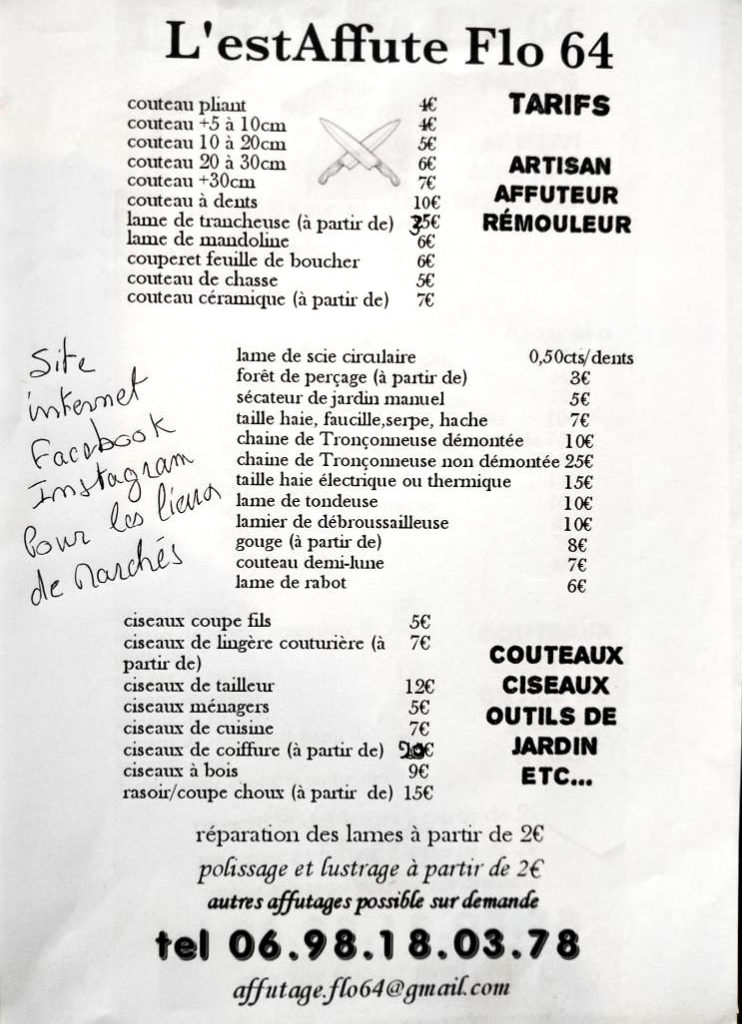 L'estAffute Flo 64
TARIFS
ARTISAN
AFFUTEUR
RÉMOULEUR
couteau pliant 4€
couteau +5 à 10cm 4€
couteau 10 à 20cm 5€
couteau 20 à 30cm 6€
couteau +30cm 7€
couteau à dents 10€
lame de trancheuse (à partir de) 35€
lame de mandoline 6€
couperet feuille de boucher 6€
couteau de chasse 5€
couteau céramique (à partir de) 7€
Site
internet
Facebook
Instagram
Pour les lieux
de Marchés
lame de scie circulaire 0,50cts/dents
forêt de perçage (à partir de) 3€
sécateur de jardin manuel 5€
taille haie, faucille,serpe, hache 7€
chaine de Tronçonneuse démontée 10€
chaine de Tronçonneuse non démontée 25€
taille haie électrique ou thermique 15€
lame de tondeuse 10€
lamier de débroussailleuse 10€
gouge (à partir de) 8€
couteau demi-lune 7€
lame de rabot 6€
ciseaux coupe fils 5€
ciseaux de lingère couturière (à 7€
partir de)
ciseaux de tailleur 12€
ciseaux ménagers 5€
ciseaux de cuisine 7€
ciseaux de coiffure (à partir de) 20€
ciseaux à bois 9€
rasoir/coupe choux (à partir de) 15€
COUTEAUX
CISEAUX
OUTILS DE
JARDIN
ETC...
réparation des lames à partir de 2€
polissage et lustrage à partir de 2€
autres affutages possible sur demande
tel 06.98.18.03.78
affutage.flo64@gmail.com